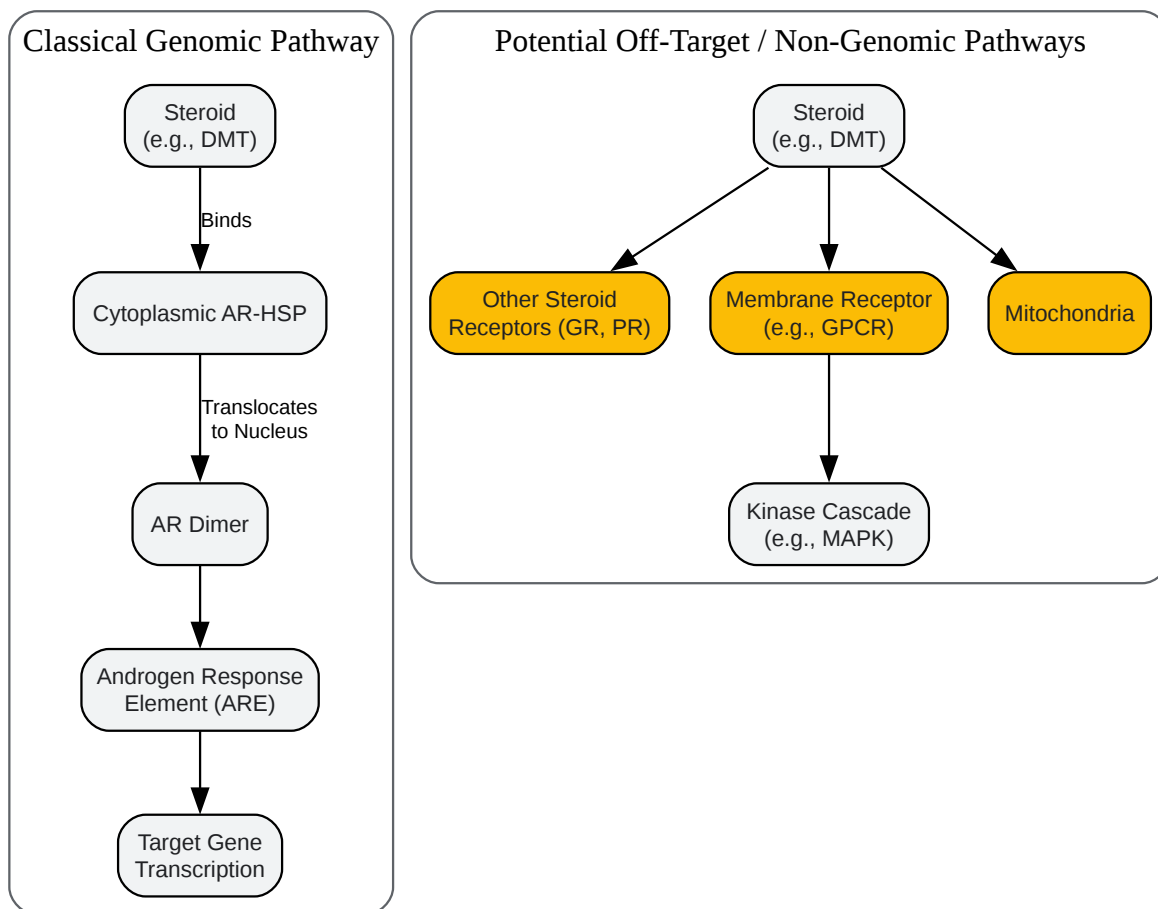 Classical Genomic Pathway
Steroid
(e.g., DMT)
Binds
Cytoplasmic AR-HSP
Translocates
to Nucleus
AR Dimer
Androgen Response
Element (ARE)
Target Gene
Transcription
Potential Off-Target / Non-Genomic Pathways
Steroid
(e.g., DMT)
Other Steroid
Receptors (GR, PR)
Membrane Receptor
(e.g., GPCR)
Mitochondria
Kinase Cascade
(e.g., MAPK)